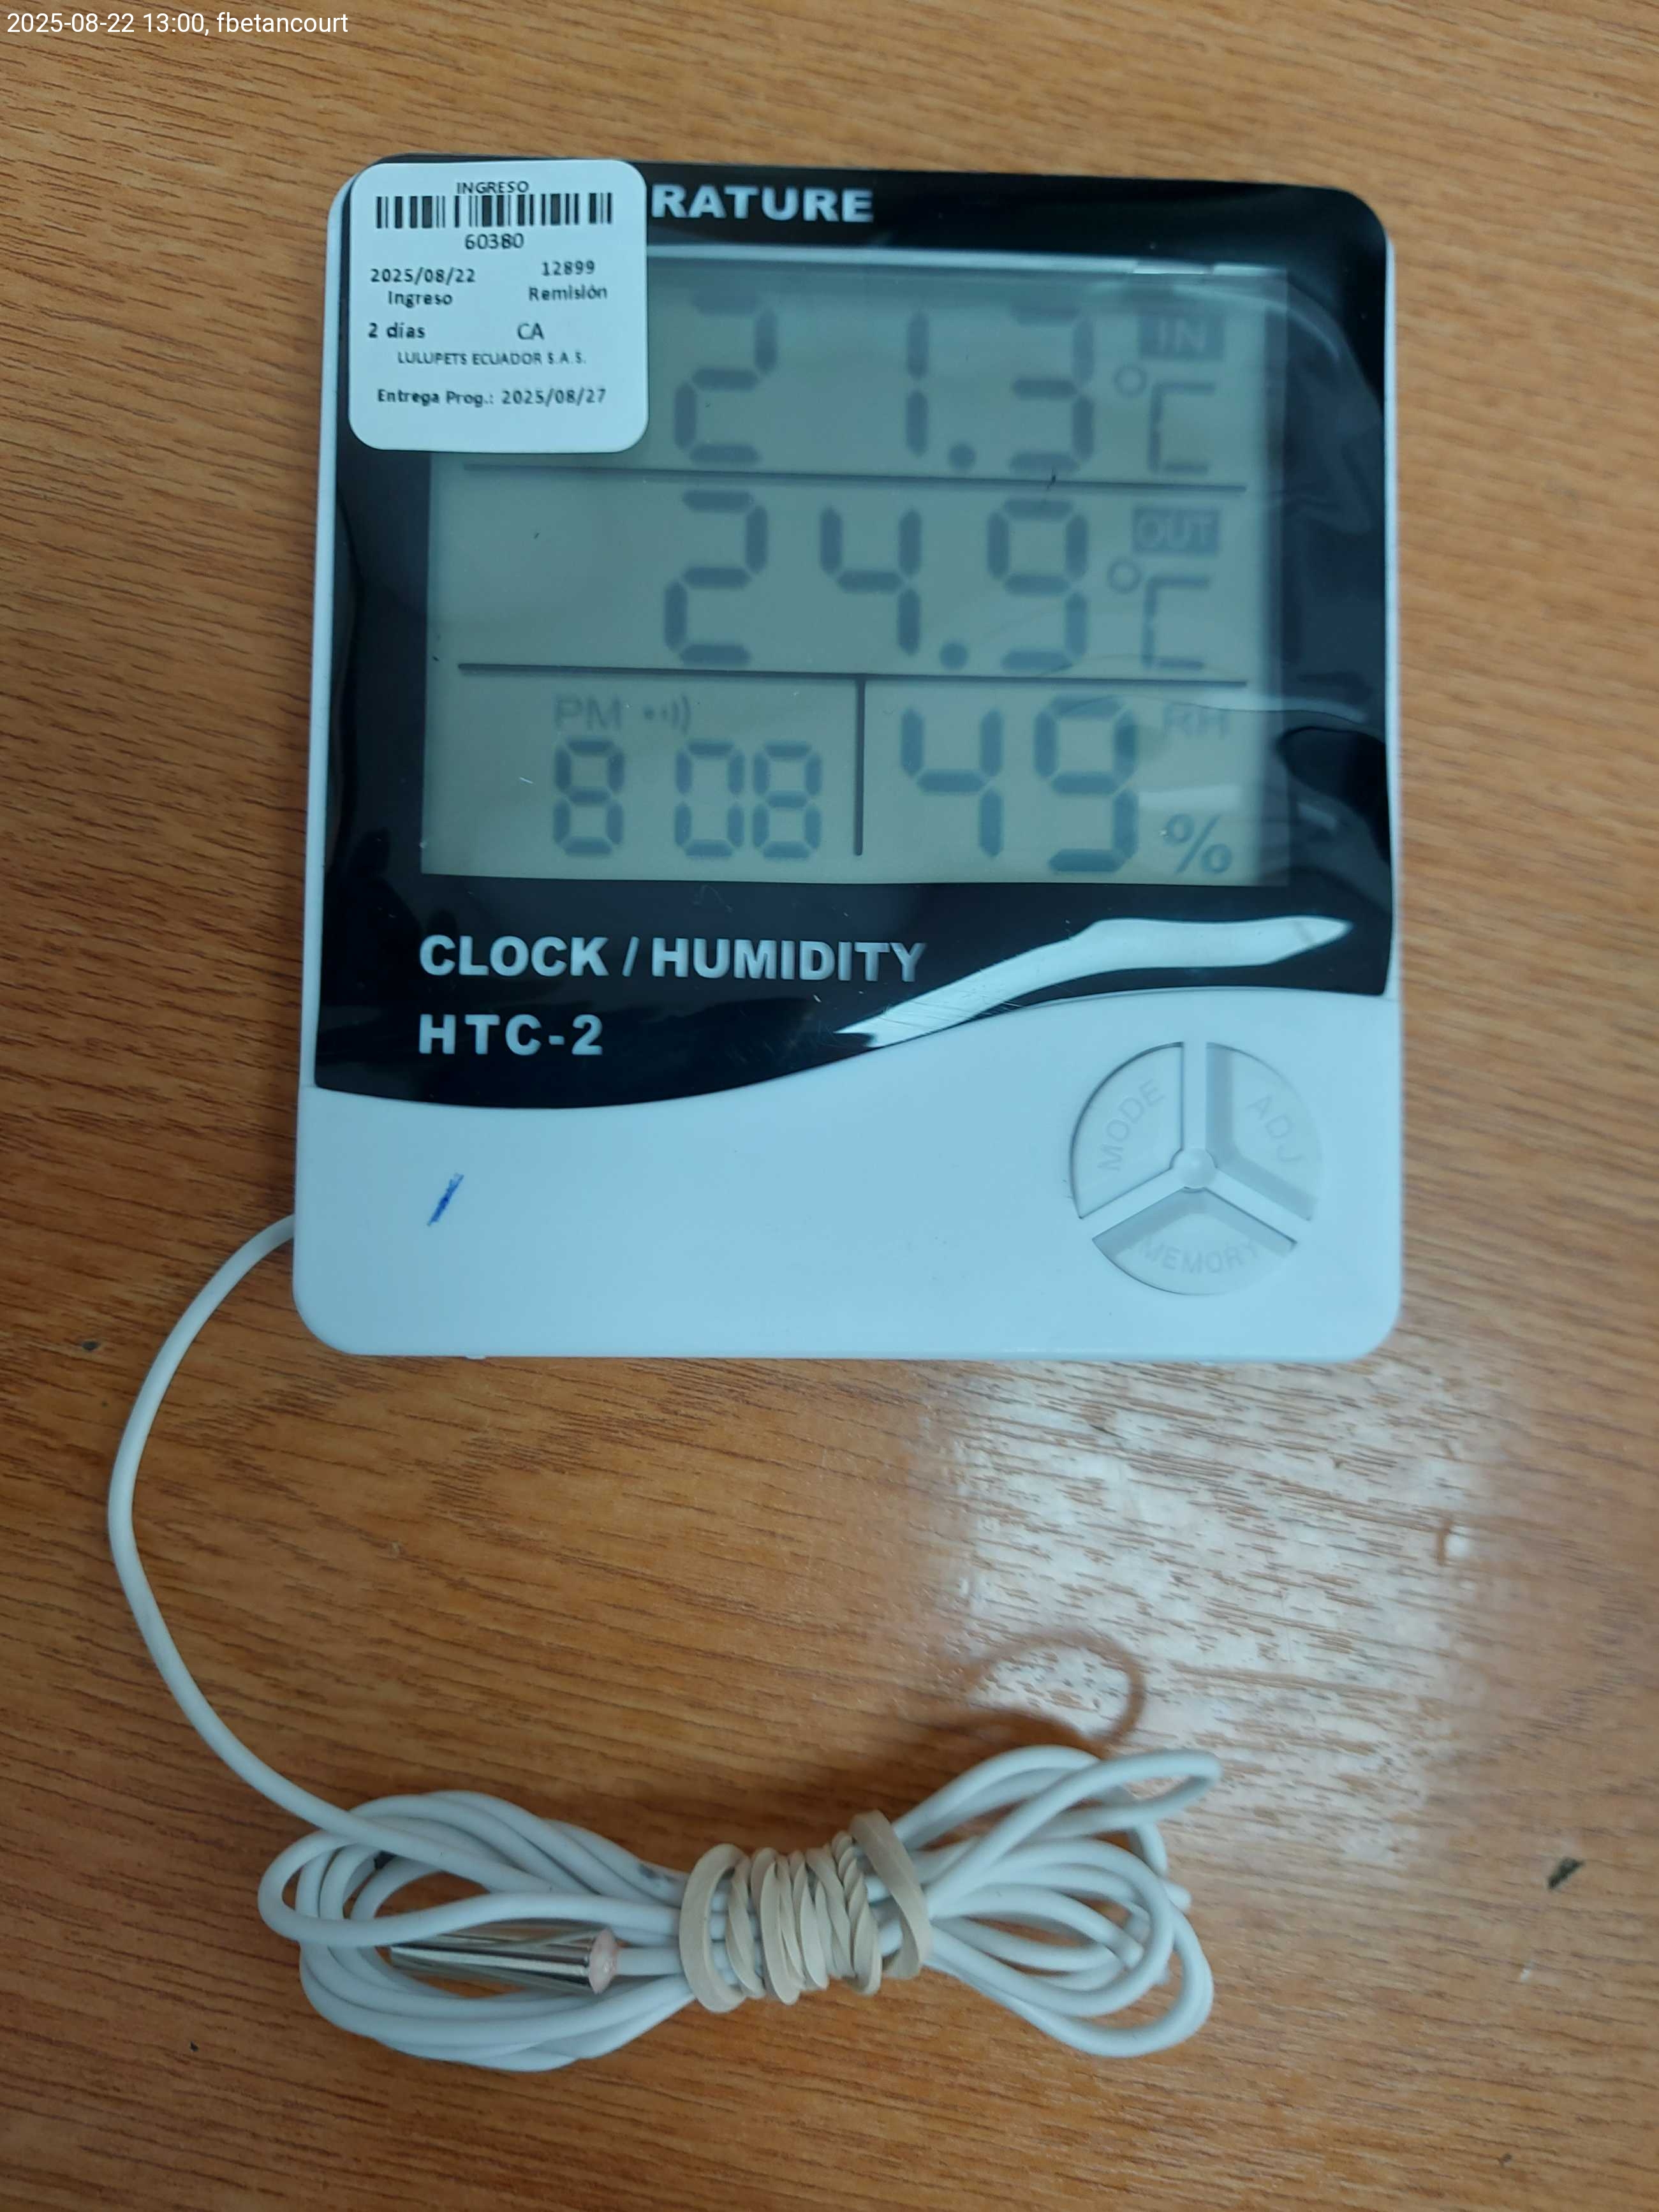 2025-08-22 13:00, fbetancourt
INGRESO
60380
2025/08/22 12899
Ingreso Remisión
2 días CA
LULUPETS ECUADOR S.A.S.
Entrega Prog.: 2025/08/27
RATURE
21.3 °C IN
24.9 °C OUT
PM RH
8 08 49 %
CLOCK / HUMIDITY
HTC-2
MODE ADJ
MEMORY